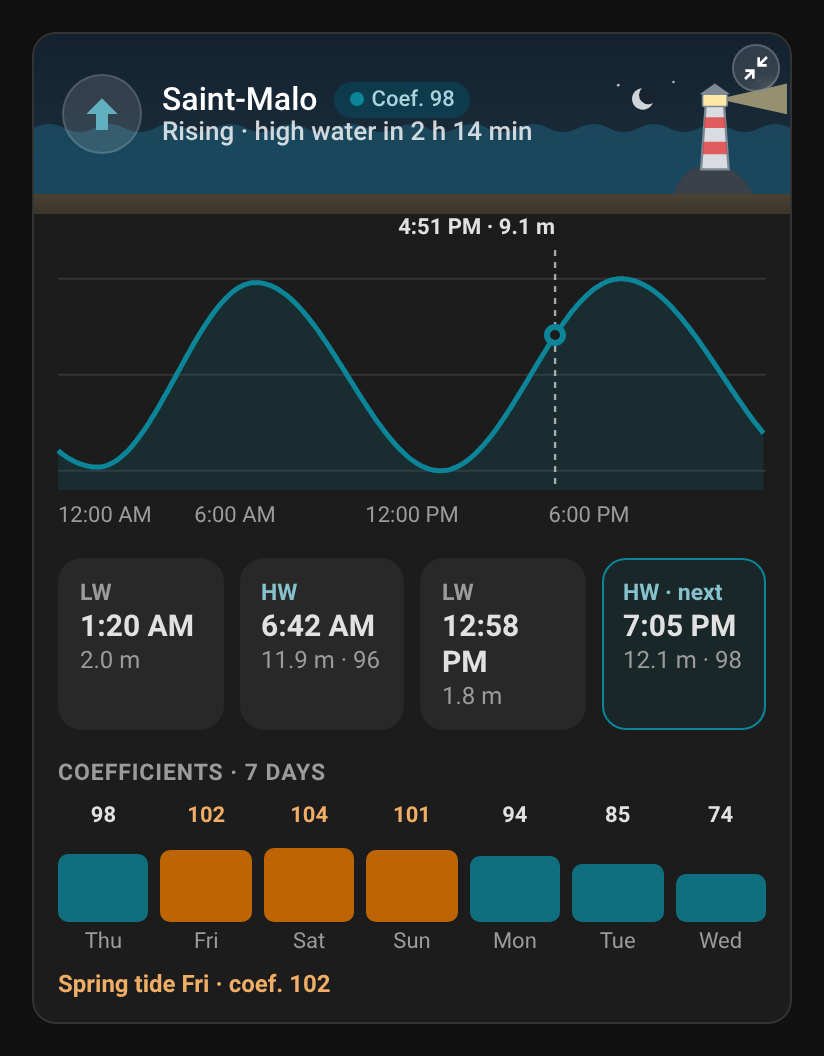 Saint-Malo
Coef. 98
Rising · high water in 2 h 14 min
4:51 PM · 9.1 m
12:00 AM 6:00 AM 12:00 PM 6:00 PM
LW
1:20 AM
2.0 m
HW
6:42 AM
11.9 m · 96
LW
12:58
PM
1.8 m
HW · next
7:05 PM
12.1 m · 98
COEFFICIENTS · 7 DAYS
98 102 104 101 94 85 74
Thu Fri Sat Sun Mon Tue Wed
Spring tide Fri · coef. 102